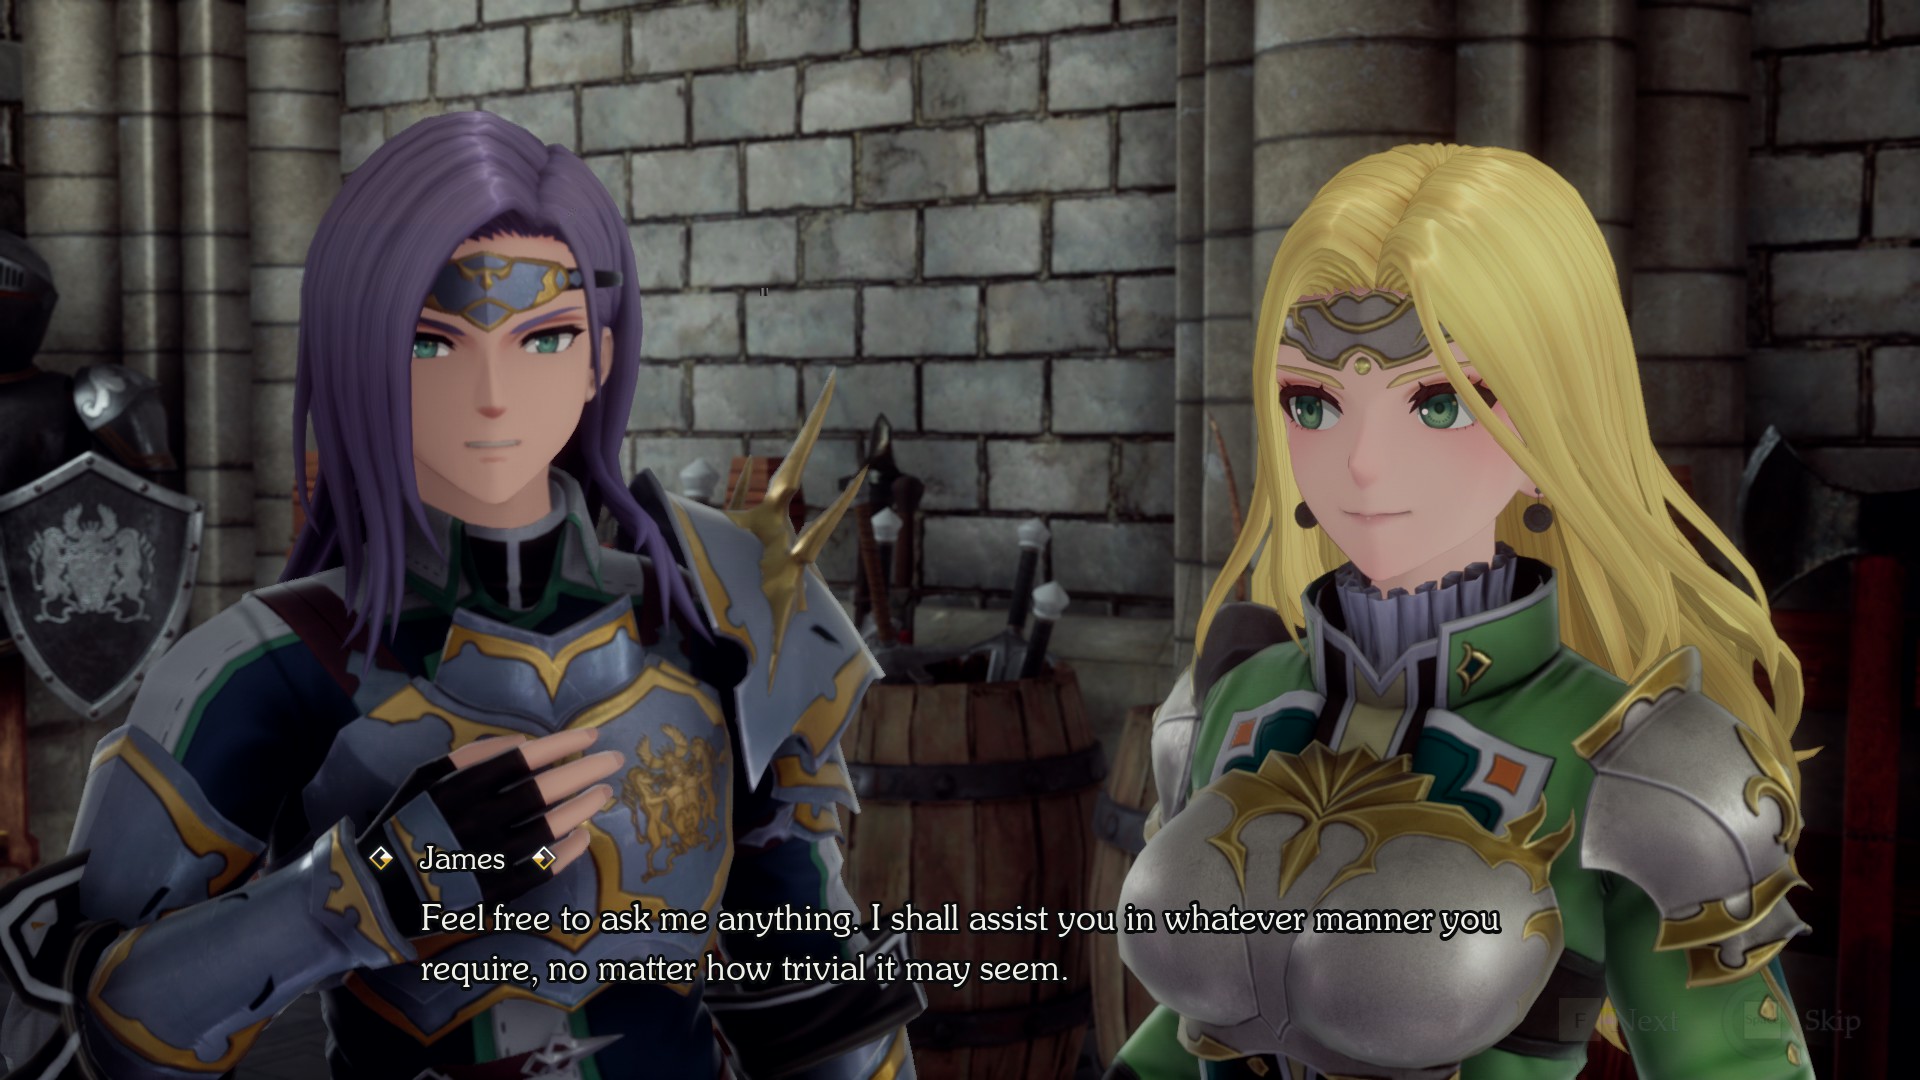 James
Feel free to ask me anything. I shall assist you in whatever manner you
require, no matter how trivial it may seem.
F Next
Skip